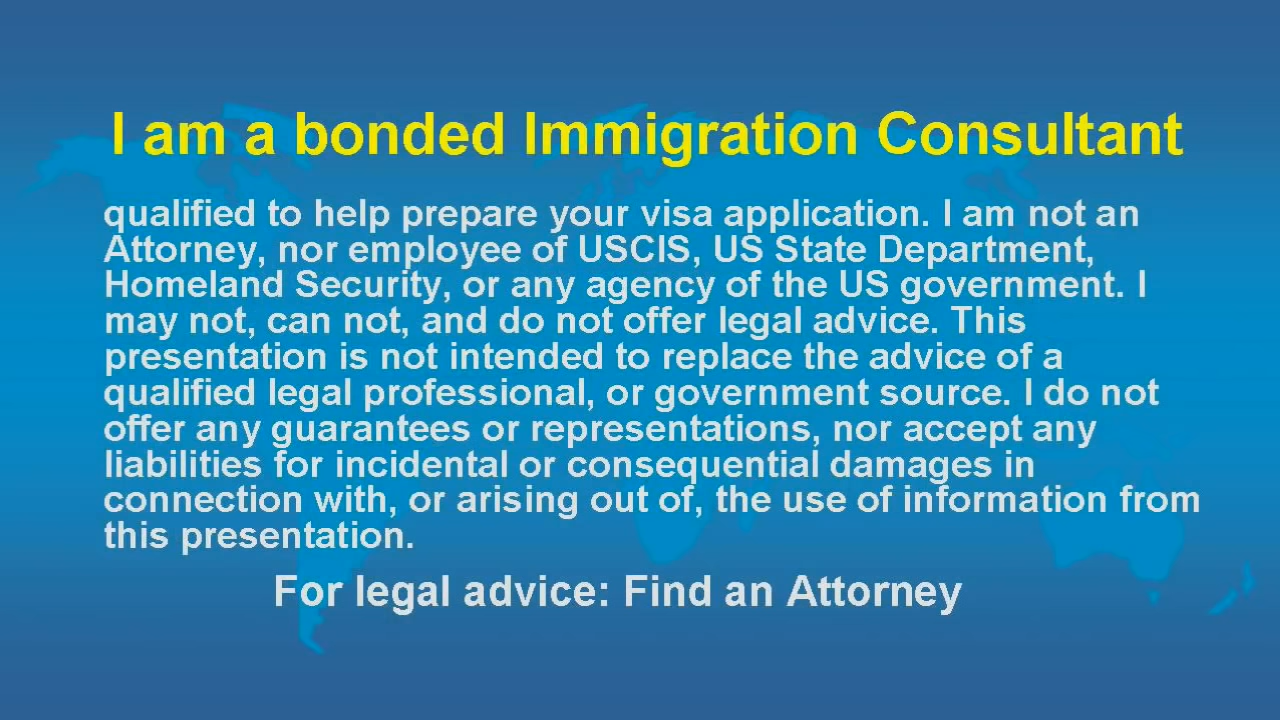 I am a bonded Immigration Consultant
qualified to help prepare your visa application. I am not an
Attorney, nor employee of USCIS, US State Department,
Homeland Security, or any agency of the US government. I
may not, can not, and do not offer legal advice. This
presentation is not intended to replace the advice of a
qualified legal professional, or government source. I do not
offer any guarantees or representations, nor accept any
liabilities for incidental or consequential damages in
connection with, or arising out of, the use of information from
this presentation.
For legal advice: Find an Attorney